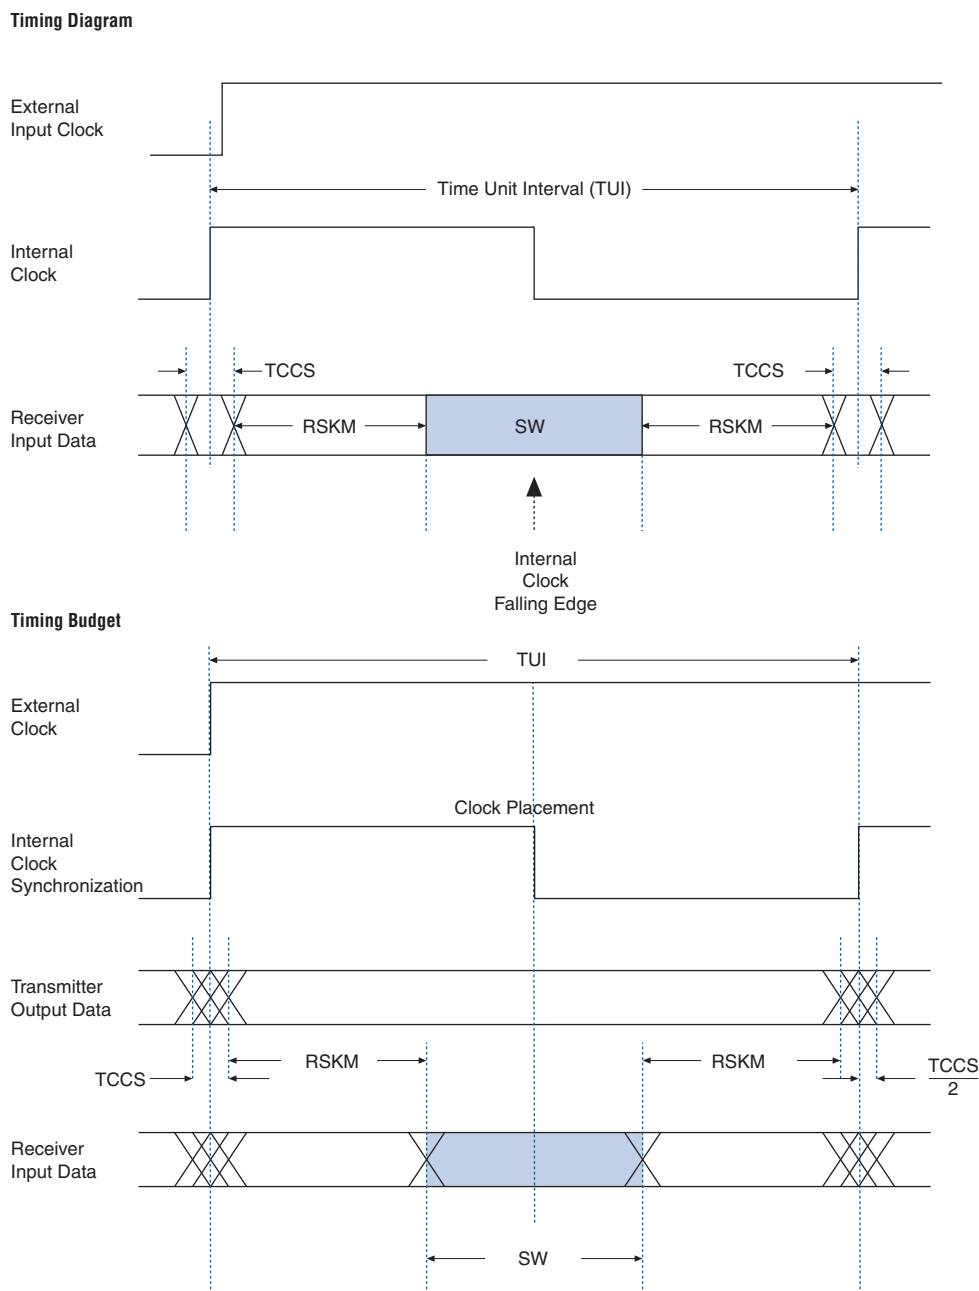 Timing Diagram
External
Input Clock
Time Unit Interval (TUI)
Internal
Clock
TCCS
TCCS
Receiver
Input Data
RSKM
SW
RSKM
Internal
Clock
Falling Edge
Timing Budget
TUI
External
Clock
Clock Placement
Internal
Clock
Synchronization
Transmitter
Output Data
RSKM
RSKM
TCCS
TCCS
2
Receiver
Input Data
SW